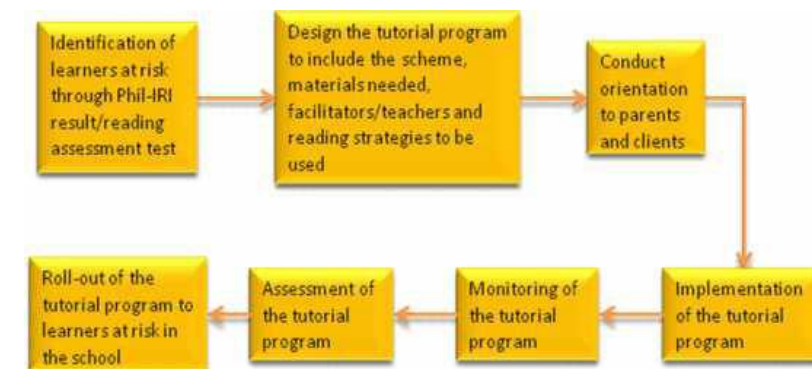 Identification of
learners at risk
through Phil-IRI
result/reading
assessment test
Design the tutorial program
to include the scheme,
materials needed,
facilitators/teachers and
reading strategies to be
used
Conduct
orientation
to parents
and clients
Implementation
of the tutorial
program
Monitoring of
the tutorial
program
Assessment of
the tutorial
program
Roll-out of the
tutorial program to
learners at risk in
the school